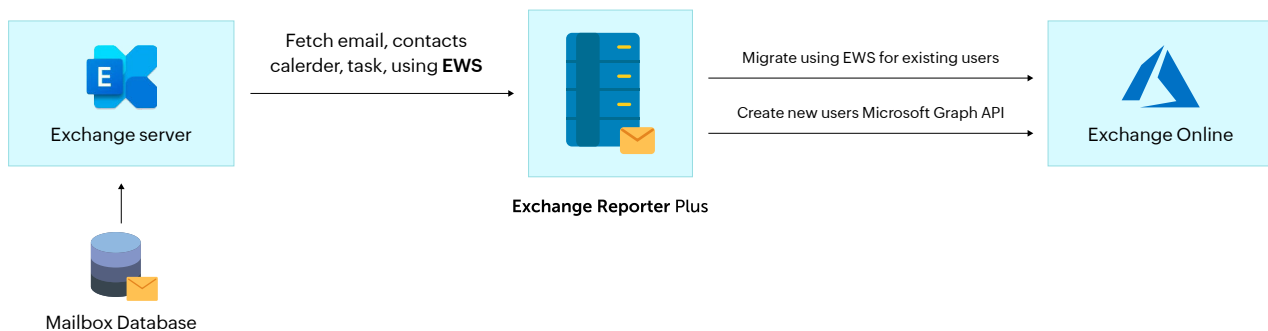 Fetch email, contacts
calerder, task, using EWS
E
Exchange server
Migrate using EWS for existing users
Create new users Microsoft Graph API
Exchange Online
Exchange Reporter Plus
Mailbox Database